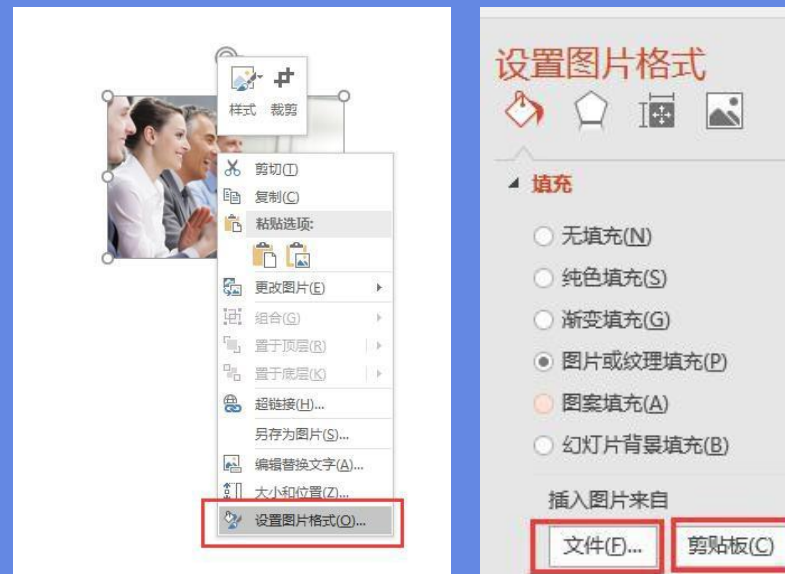 样式 裁剪
剪切(T)
复制(C)
粘贴选项:
更改图片(E)
组合(G)
置于顶层(R)
置于底层(K)
超链接(H)...
另存为图片(S)...
编辑替换文字(A)...
大小和位置(Z)...
设置图片格式(O)...
设置图片格式
填充
无填充(N)
纯色填充(S)
渐变填充(G)
图片或纹理填充(P)
图案填充(A)
幻灯片背景填充(B)
插入图片来自
文件(F)... 剪贴板(C)